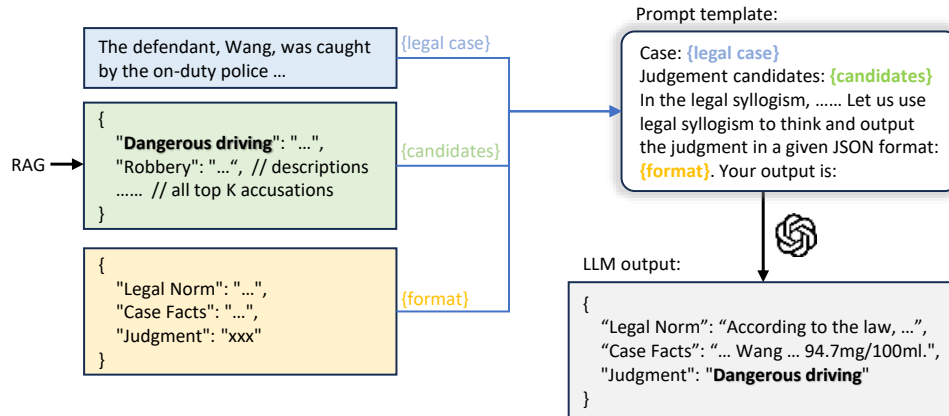 The defendant, Wang, was caught
by the on-duty police …
{legal case}
RAG
{
"Dangerous driving": "…",
"Robbery": "…“, // descriptions
…… // all top K accusations
}
{candidates}
{
"Legal Norm": "…",
"Case Facts": "…",
"Judgment": "xxx"
}
{format}
Prompt template:
Case: {legal case}
Judgement candidates: {candidates}
In the legal syllogism, …… Let us use
legal syllogism to think and output
the judgment in a given JSON format:
{format}. Your output is:
LLM output:
{
“Legal Norm”: “According to the law, …”,
“Case Facts”: “… Wang … 94.7mg/100ml.",
"Judgment": "Dangerous driving"
}